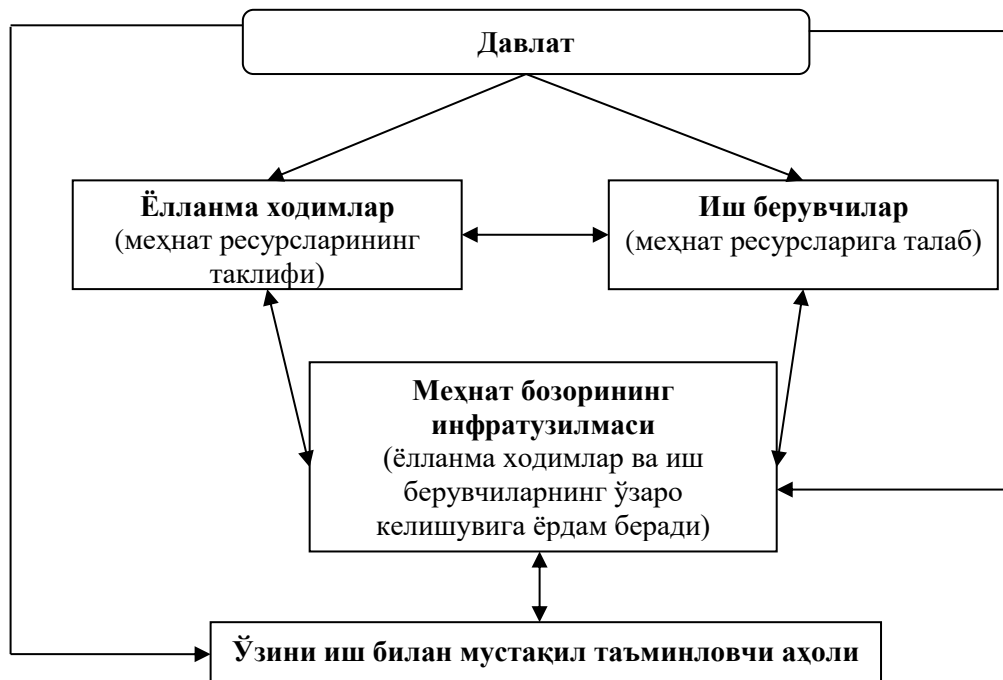 Давлат
Ёлланма ходимлар
(меҳнат ресурсларининг
таклифи)
Иш берувчилар
(меҳнат ресурсларига талаб)
Меҳнат бозорининг
инфратузилмаси
(ёлланма ходимлар ва иш
берувчиларнинг ўзаро
келишувига ёрдам беради)
Ўзини иш билан мустақил таъминловчи аҳоли